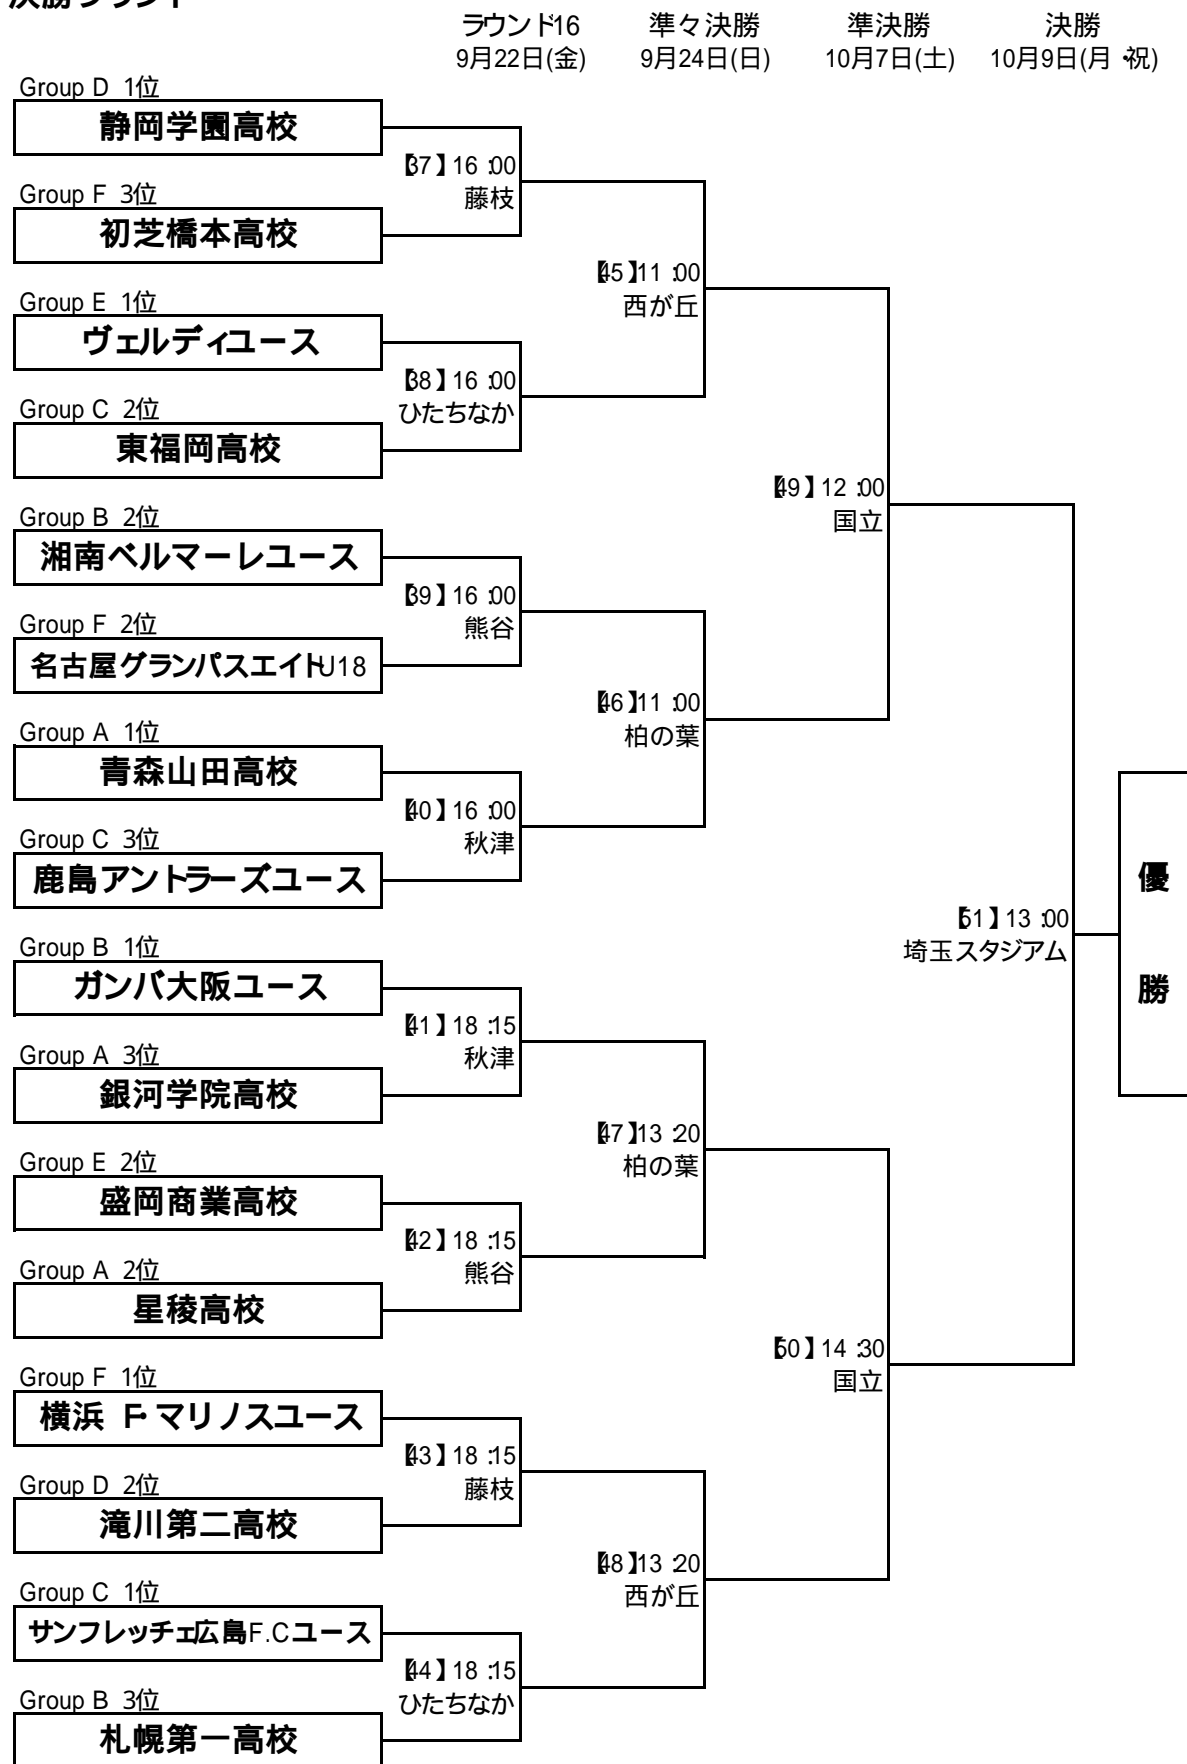 決勝ラウンド
ラウンド16 準々決勝 準決勝 決勝
9月22日(金) 9月24日(日) 10月7日(土) 10月9日(月・祝)
Group D 1位
静岡学園高校
【37】16:00
藤枝
Group F 3位
初芝橋本高校
【45】11:00
西が丘
Group E 1位
ヴェルディユース
【38】16:00
ひたちなか
Group C 2位
東福岡高校
【49】12:00
国立
Group B 2位
湘南ベルマーレユース
【39】16:00
熊谷
Group F 2位
名古屋グランパスエイトU18
【46】11:00
柏の葉
Group A 1位
青森山田高校
【40】16:00
秋津
Group C 3位
鹿島アントラーズユース
優勝
【51】13:00
埼玉スタジアム
Group B 1位
ガンバ大阪ユース
【41】18:15
秋津
Group A 3位
銀河学院高校
【47】13:20
柏の葉
Group E 2位
盛岡商業高校
【42】18:15
熊谷
Group A 2位
星稜高校
【50】14:30
国立
Group F 1位
横浜 F・マリノスユース
【43】18:15
藤枝
Group D 2位
滝川第二高校
【48】13:20
西が丘
Group C 1位
サンフレッチェ広島F.Cユース
【44】18:15
ひたちなか
Group B 3位
札幌第一高校